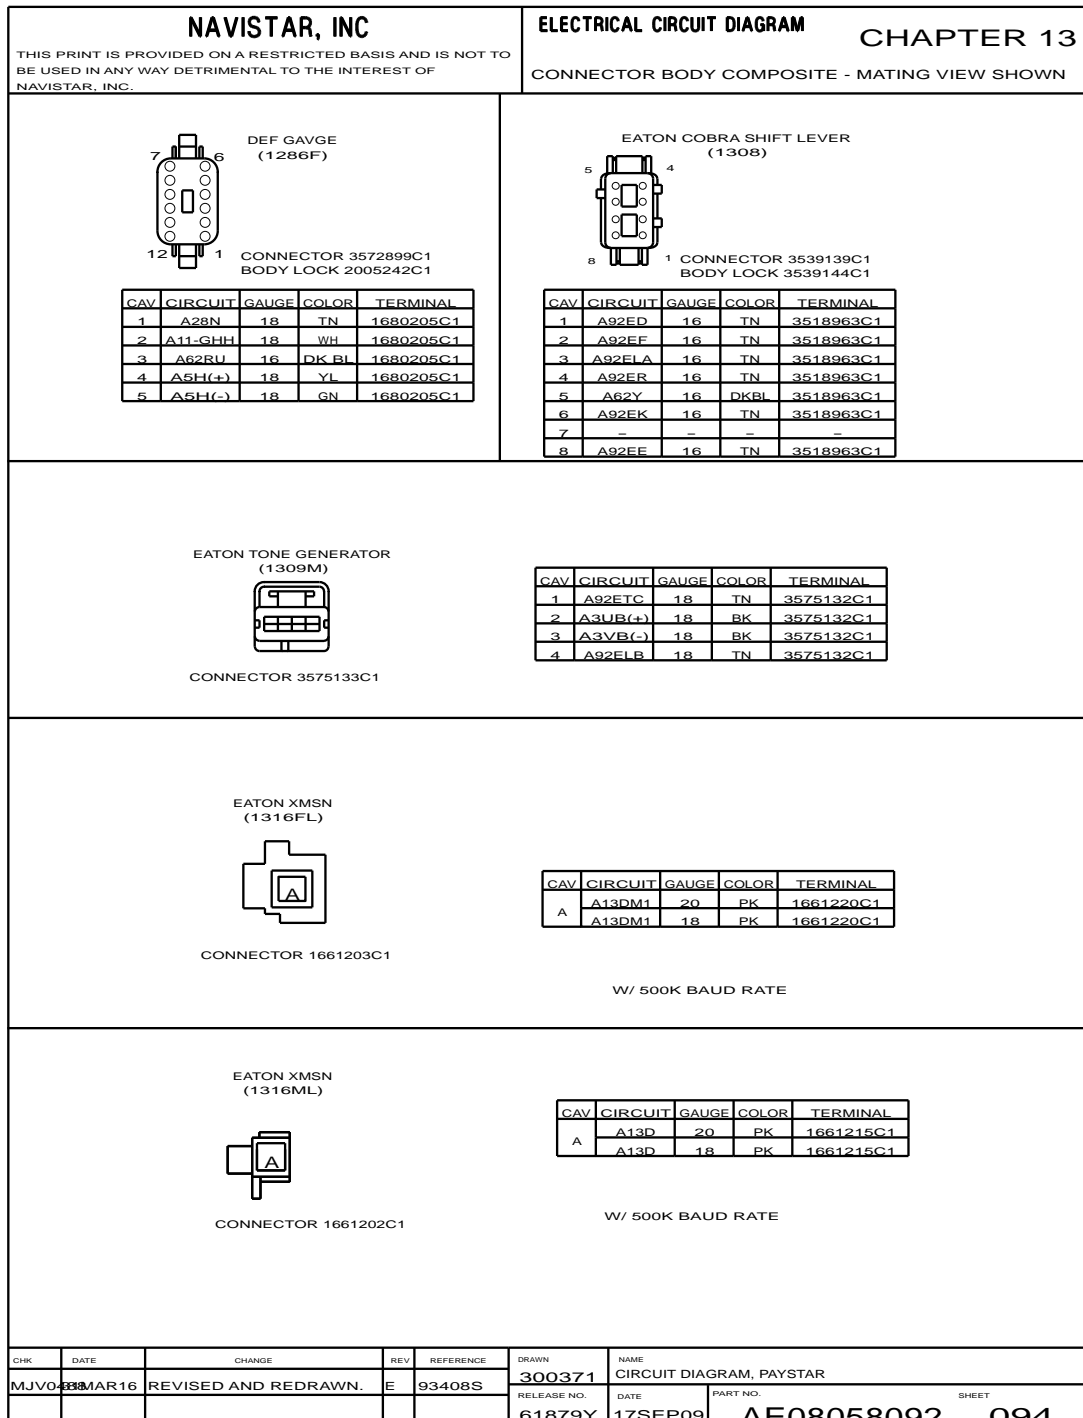 NAVISTAR, INC
THIS PRINT IS PROVIDED ON A RESTRICTED BASIS AND IS NOT TO
BE USED IN ANY WAY DETRIMENTAL TO THE INTEREST OF
NAVISTAR, INC.
ELECTRICAL CIRCUIT DIAGRAM
CHAPTER 13
CONNECTOR BODY COMPOSITE - MATING VIEW SHOWN
DEF GAVGE
(1286F)
7 6
12 1
CONNECTOR 3572899C1
BODY LOCK 2005242C1
CAV CIRCUIT GAUGE COLOR TERMINAL
1 A28N 18 TN 1680205C1
2 A11-GHH 18 WH 1680205C1
3 A62RU 16 DK BL 1680205C1
4 A5H(+) 18 YL 1680205C1
5 A5H(-) 18 GN 1680205C1
EATON COBRA SHIFT LEVER
(1308)
5 4
8 1
CONNECTOR 3539139C1
BODY LOCK 3539144C1
CAV CIRCUIT GAUGE COLOR TERMINAL
1 A92ED 16 TN 3518963C1
2 A92EF 16 TN 3518963C1
3 A92ELA 16 TN 3518963C1
4 A92ER 16 TN 3518963C1
5 A62Y 16 DKBL 3518963C1
6 A92EK 16 TN 3518963C1
7 – – – –
8 A92EE 16 TN 3518963C1
EATON TONE GENERATOR
(1309M)
CONNECTOR 3575133C1
CAV CIRCUIT GAUGE COLOR TERMINAL
1 A92ETC 18 TN 3575132C1
2 A3UB(+) 18 BK 3575132C1
3 A3VB(-) 18 BK 3575132C1
4 A92ELB 18 TN 3575132C1
EATON XMSN
(1316FL)
A
CONNECTOR 1661203C1
CAV CIRCUIT GAUGE COLOR TERMINAL
A A13DM1 20 PK 1661220C1
A13DM1 18 PK 1661220C1
W/ 500K BAUD RATE
EATON XMSN
(1316ML)
A
CONNECTOR 1661202C1
CAV CIRCUIT GAUGE COLOR TERMINAL
A A13D 20 PK 1661215C1
A13D 18 PK 1661215C1
W/ 500K BAUD RATE
CHK DATE CHANGE REV REFERENCE
REVISED AND REDRAWN. E 93408S
DRAWN
300371
NAME
CIRCUIT DIAGRAM, PAYSTAR
RELEASE NO.
61879Y
DATE
17SEP09
PART NO.
AE08058092
SHEET
094